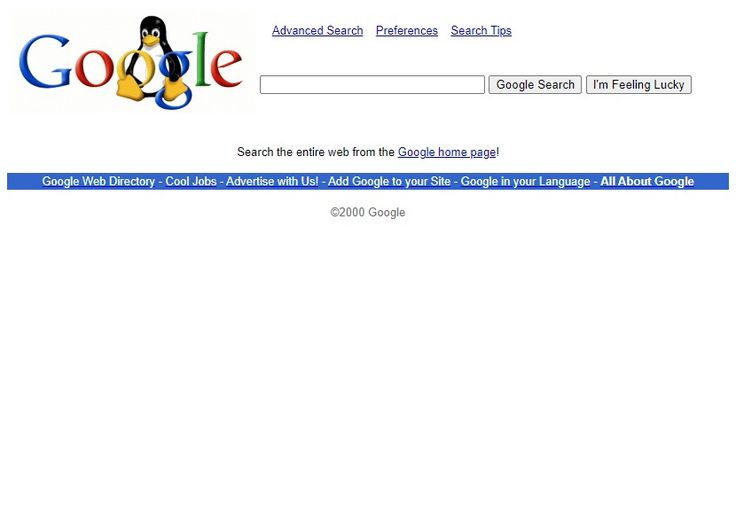 Google
Advanced Search Preferences Search Tips
Google Search I'm Feeling Lucky
Search the entire web from the Google home page!
Google Web Directory - Cool Jobs - Advertise with Us! - Add Google to your Site - Google in your Language - All About Google
©2000 Google